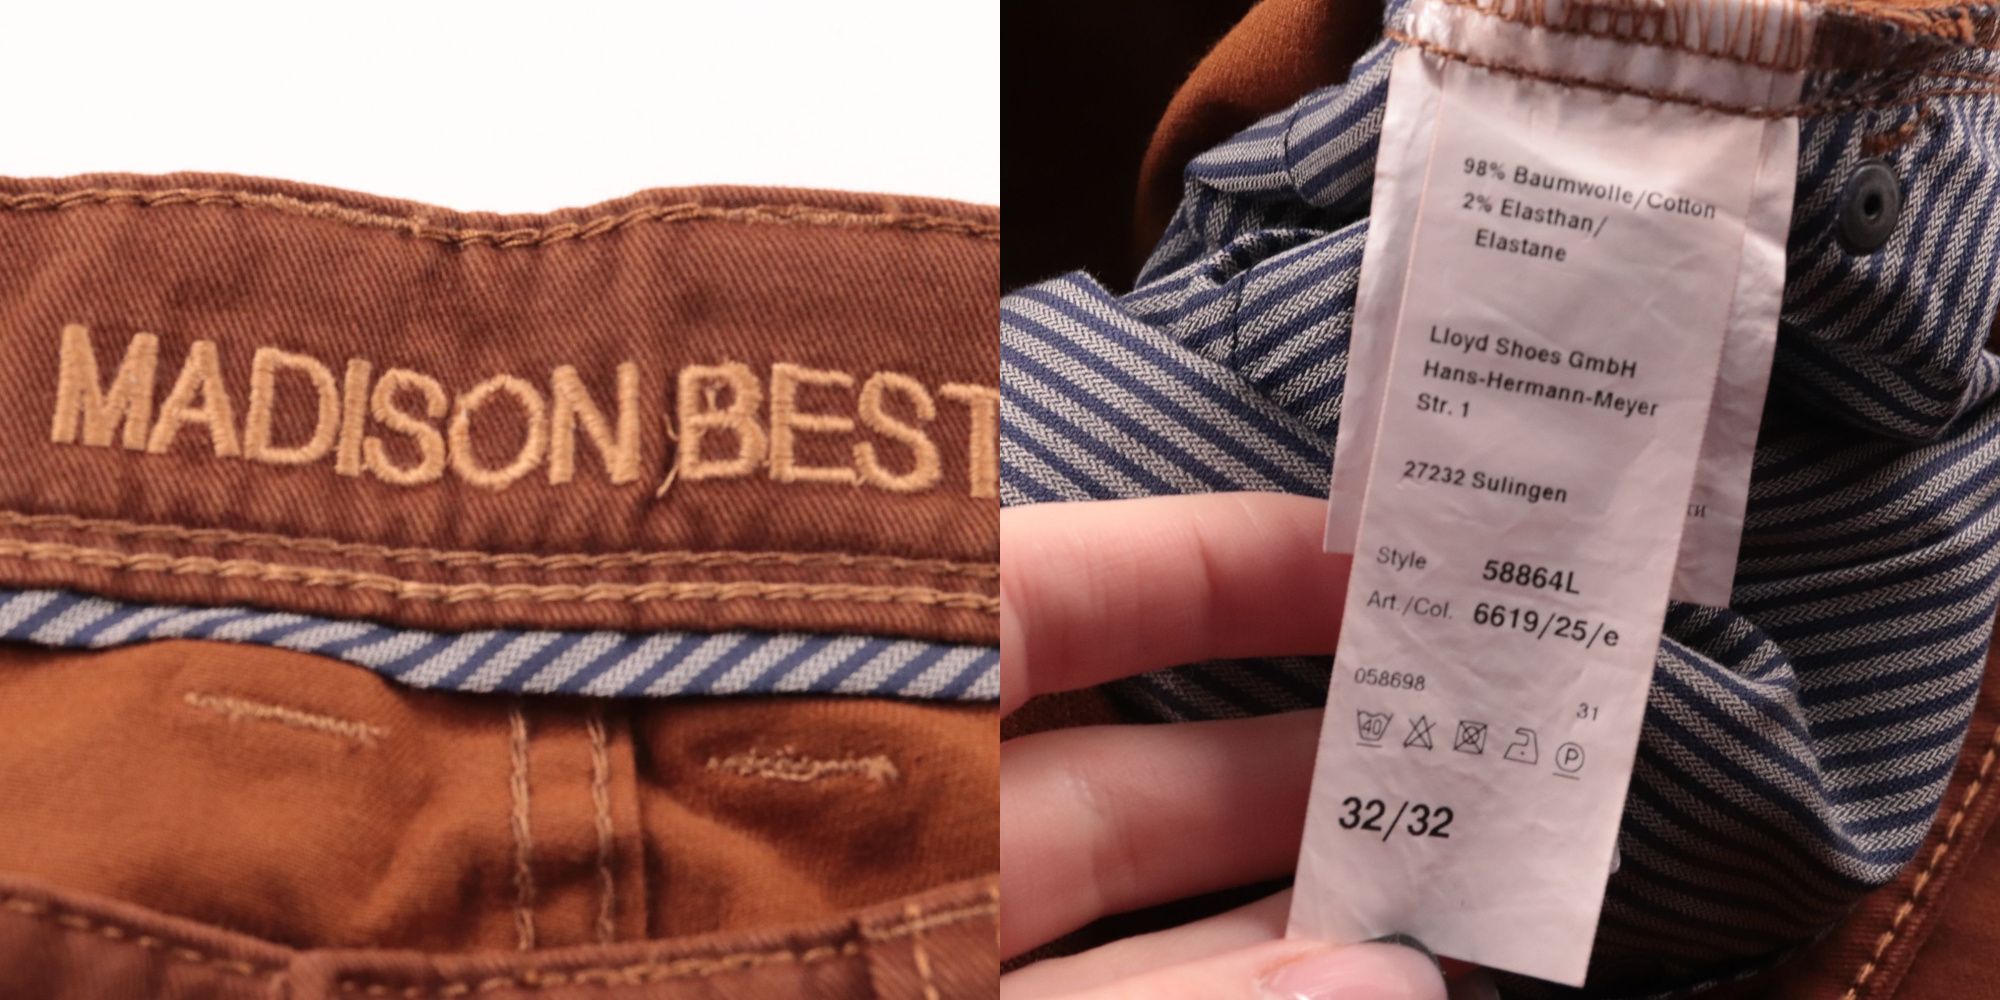 MADISON BEST
98% Baumwolle/Cotton
2% Elasthan/
Elastane
Lloyd Shoes GmbH
Hans-Hermann-Meyer
Str. 1
27232 Sulingen
Style 58864L
Art./Col. 6619/25/e
058698
31
40
P
32/32